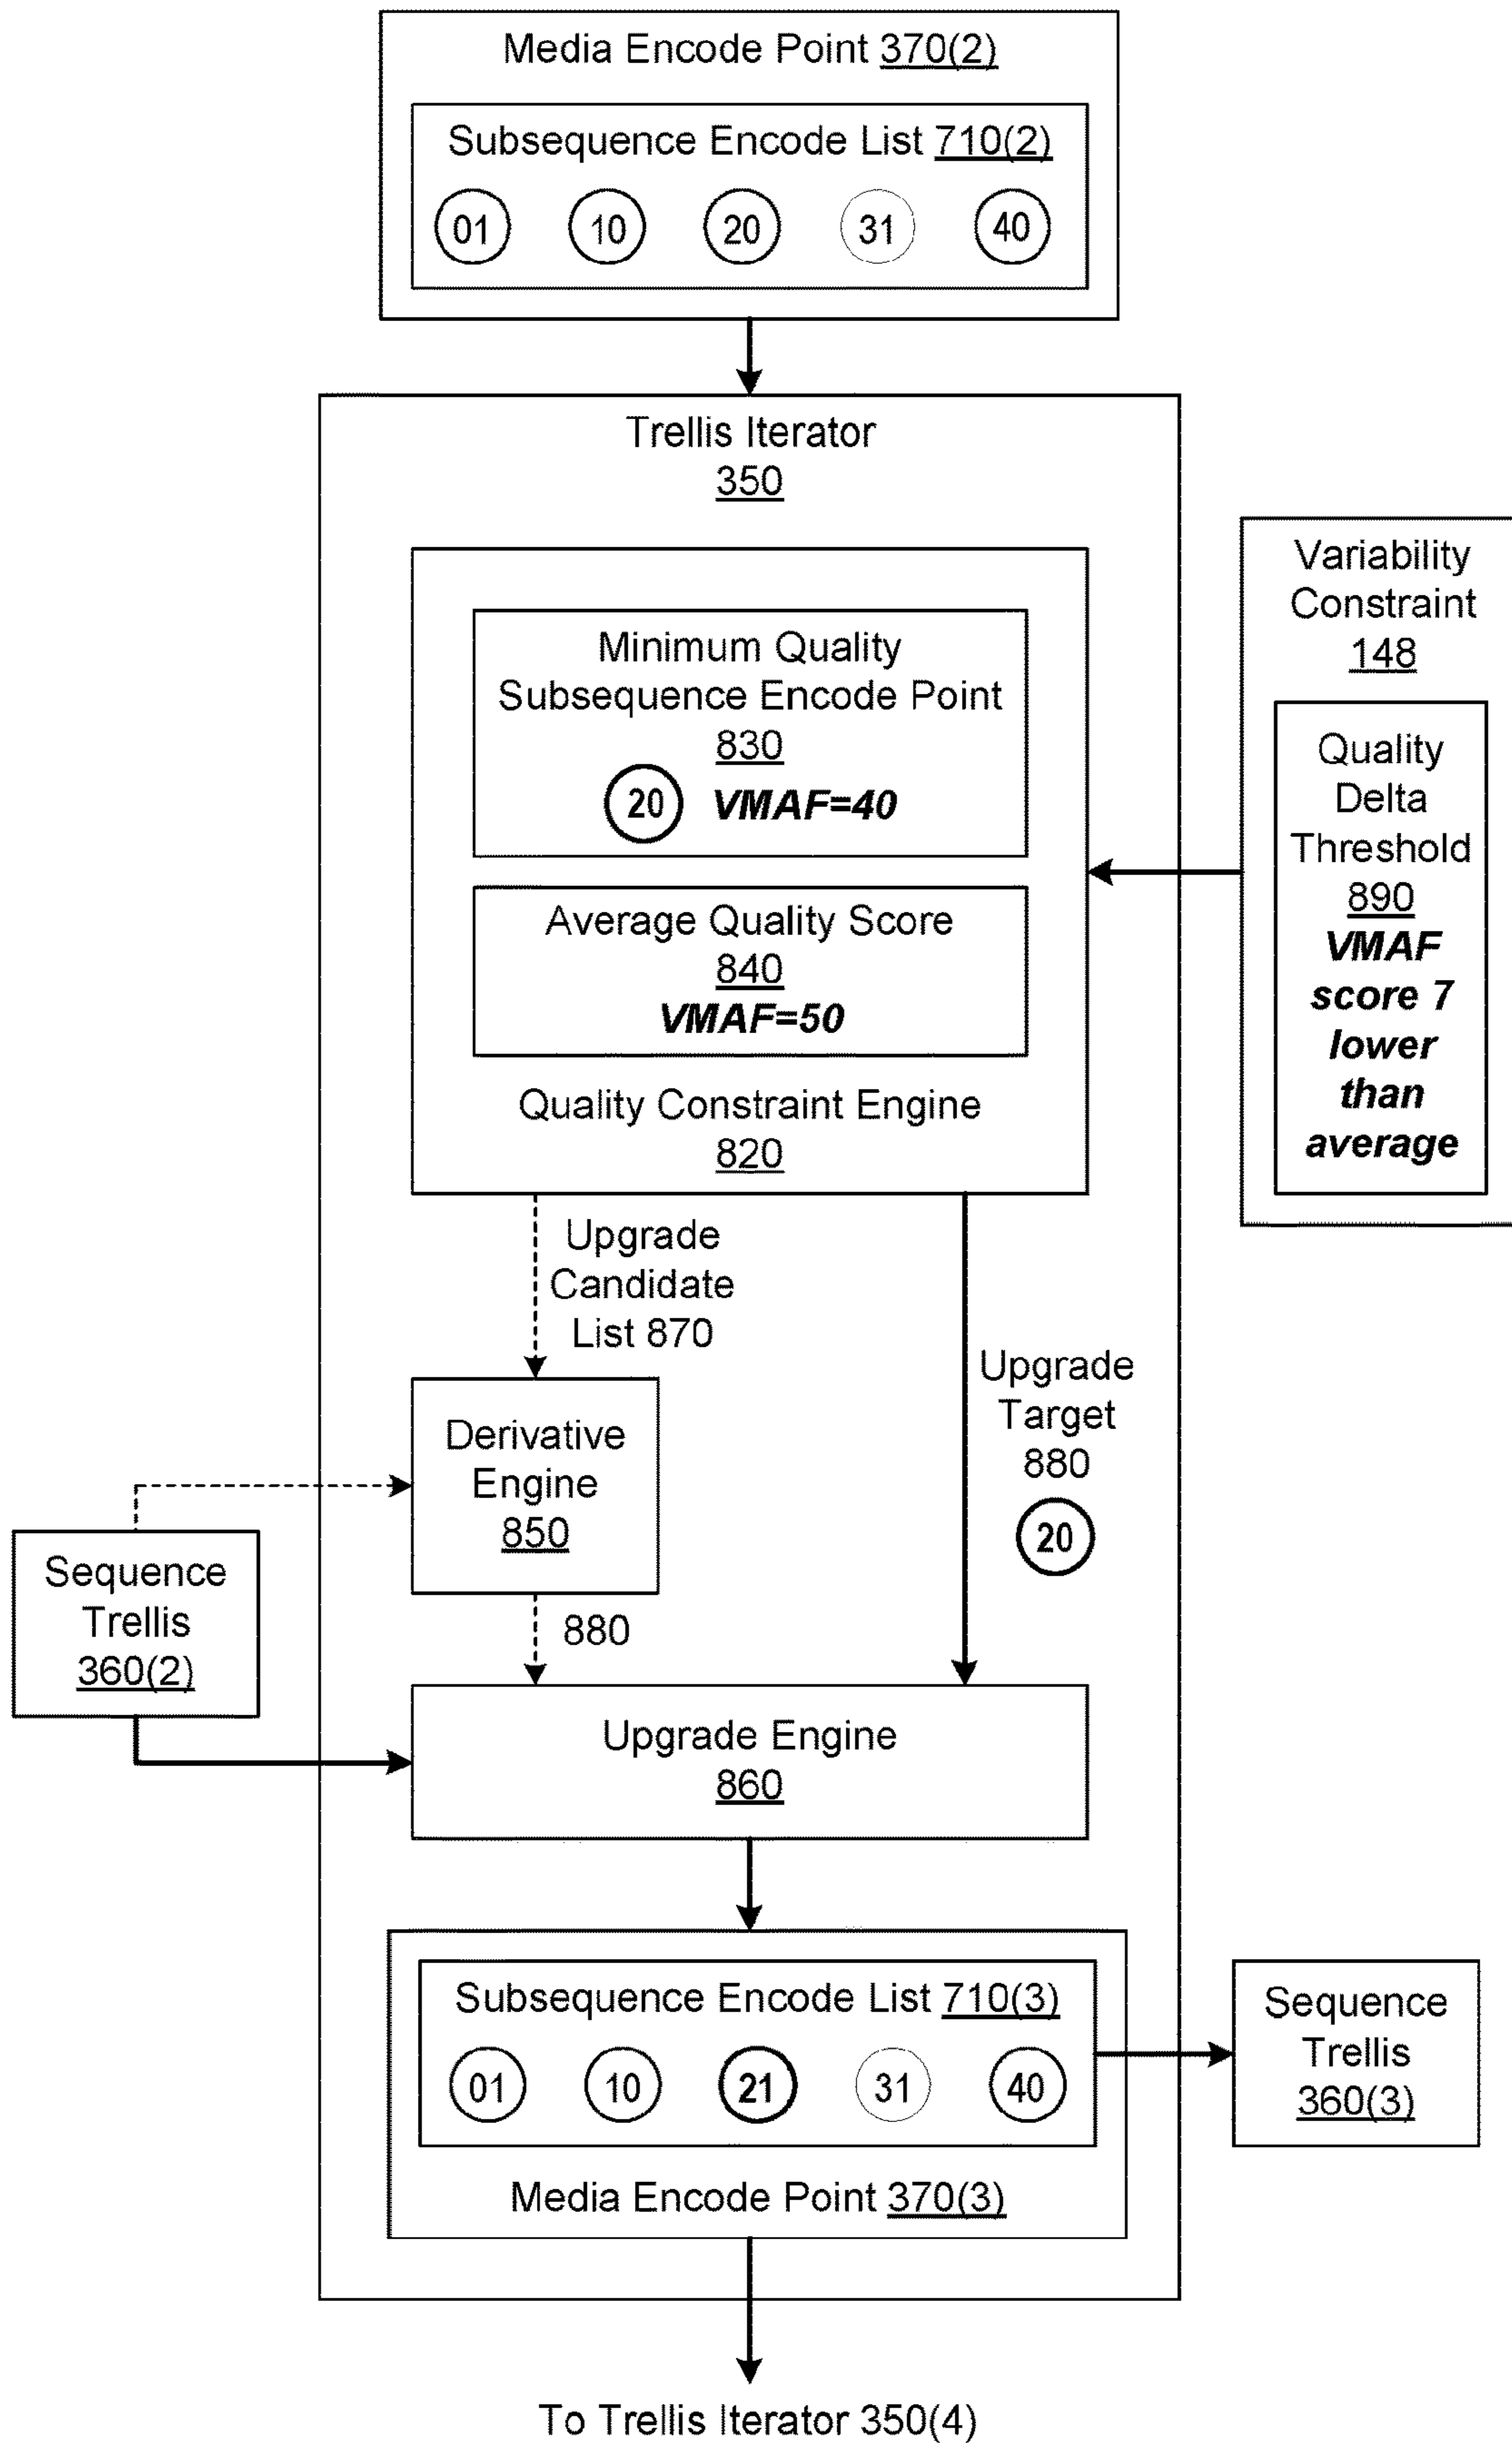 Media Encode Point 370(2)
Subsequence Encode List 710(2)
01 10 20 31 40
Trellis Iterator
350
Minimum Quality
Subsequence Encode Point
830
20 VMAF=40
Average Quality Score
840
VMAF=50
Quality Constraint Engine
820
Variability
Constraint
148
Quality
Delta
Threshold
890
VMAF
score 7
lower
than
average
Upgrade
Candidate
List 870
Upgrade
Target
880
20
Derivative
Engine
850
880
Sequence
Trellis
360(2)
Upgrade Engine
860
Subsequence Encode List 710(3)
01 10 21 31 40
Media Encode Point 370(3)
Sequence
Trellis
360(3)
To Trellis Iterator 350(4)